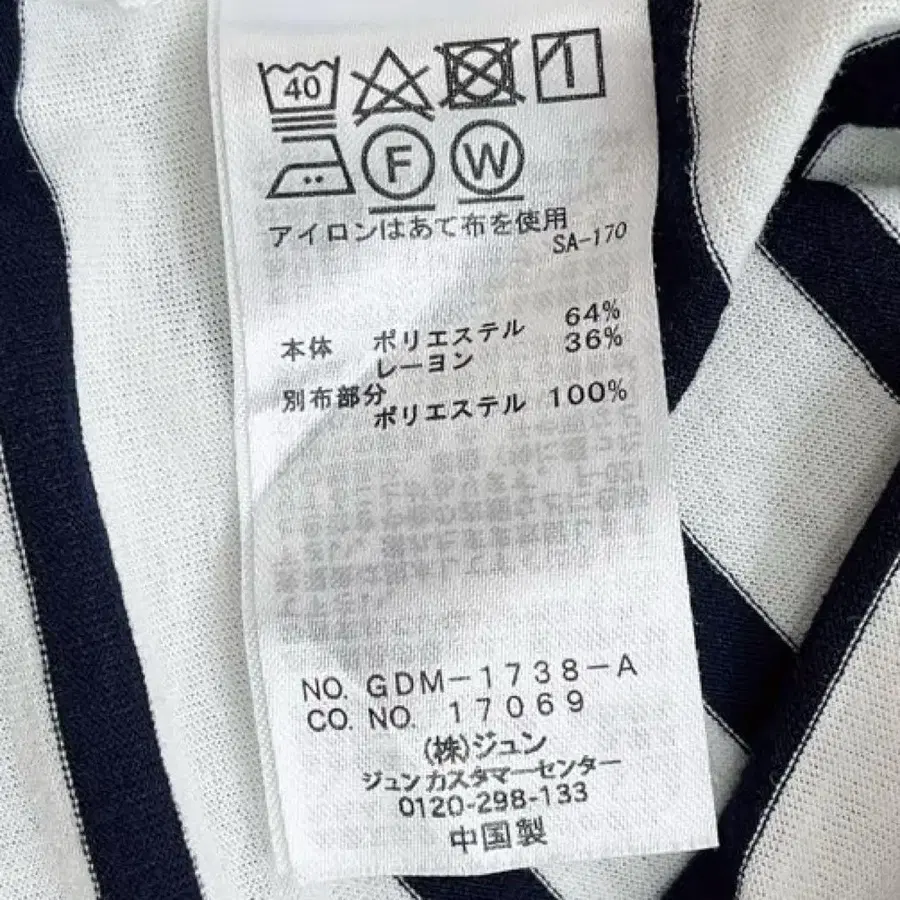 40
F W
アイロンはあて布を使用
SA-170
本体 ポリエステル 64%
レーヨン 36%
別布部分
ポリエステル 100%
NO. GDM-1738-A
CO. NO. 17069
(株)ジュン
ジュンカスタマーセンター
0120-298-133
中国製